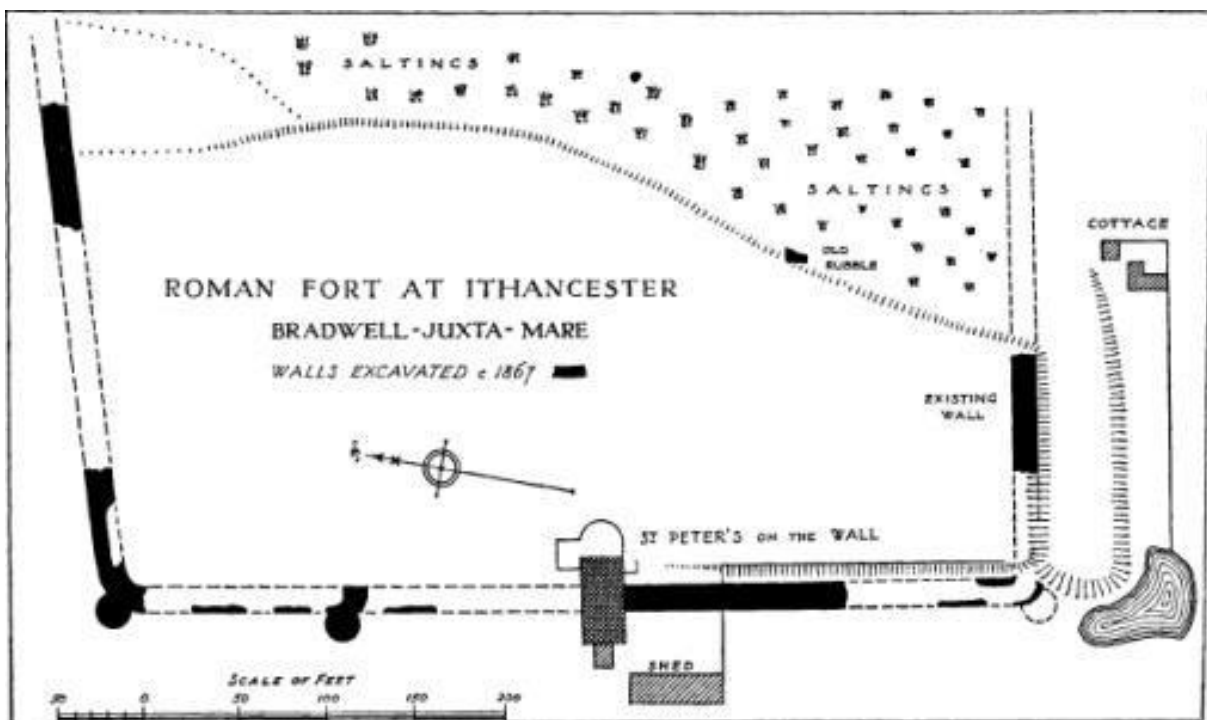 SALTINGS
SALTINGS
COTTAGE
OLD
RUBBLE
ROMAN FORT AT ITHANCESTER
BRADWELL-JUXTA-MARE
WALLS EXCAVATED c 1867
EXISTING
WALL
ST PETER'S ON THE WALL
SHED
SCALE OF FEET
0 50 100 150 200